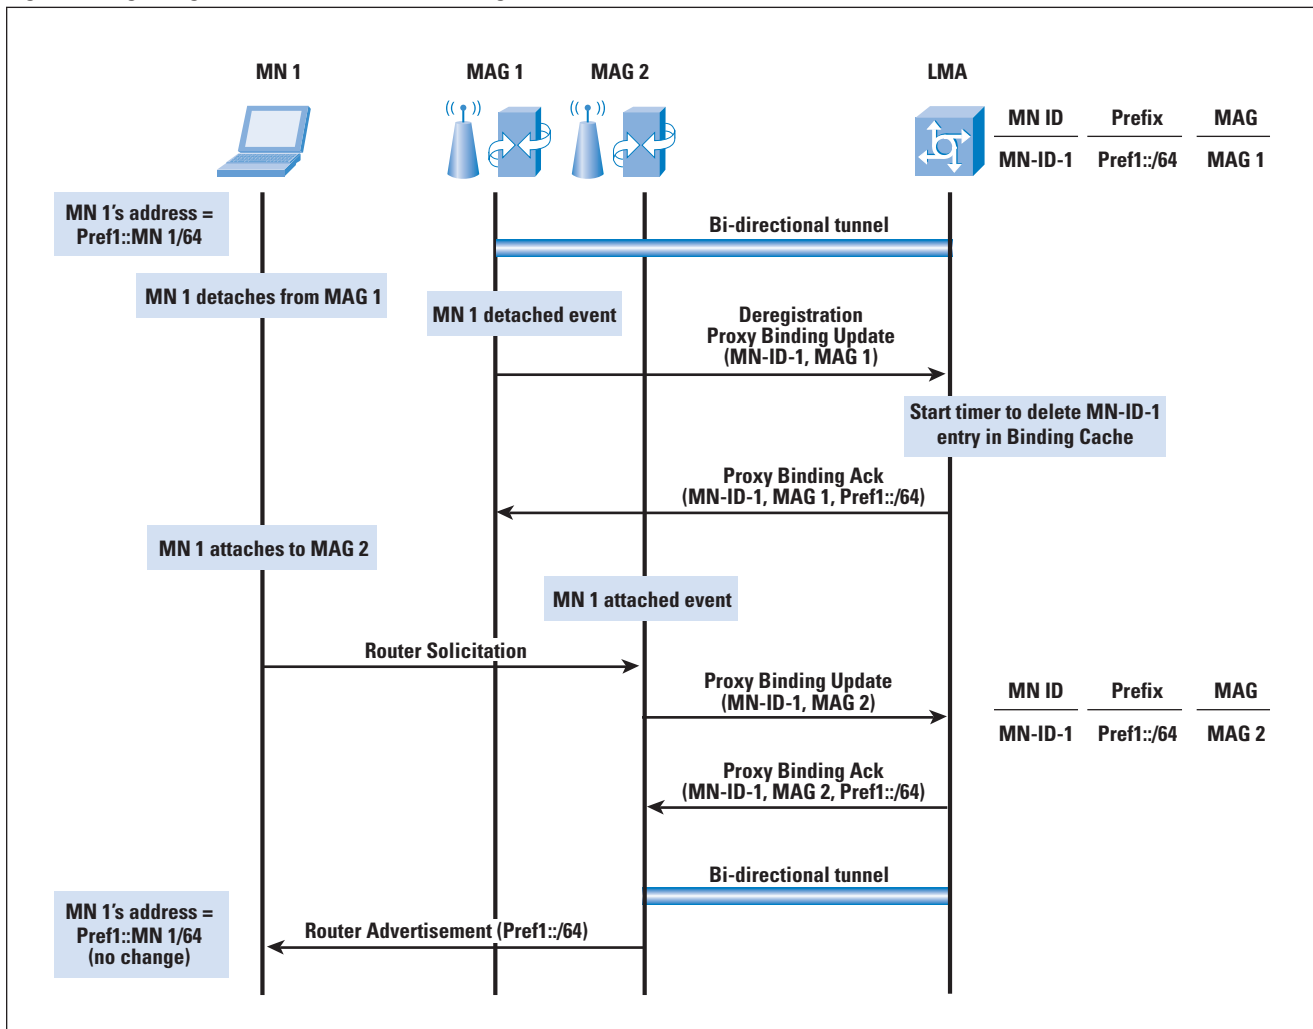 MN 1
MAG 1
MAG 2
LMA
MN ID
Prefix
MAG
MN-ID-1
Pref1::/64
MAG 1
MN 1's address =
Pref1::MN 1/64
Bi-directional tunnel
MN 1 detaches from MAG 1
MN 1 detached event
Deregistration
Proxy Binding Update
(MN-ID-1, MAG 1)
Start timer to delete MN-ID-1
entry in Binding Cache
Proxy Binding Ack
(MN-ID-1, MAG 1, Pref1::/64)
MN 1 attaches to MAG 2
MN 1 attached event
Router Solicitation
Proxy Binding Update
(MN-ID-1, MAG 2)
MN ID
Prefix
MAG
MN-ID-1
Pref1::/64
MAG 2
Proxy Binding Ack
(MN-ID-1, MAG 2, Pref1::/64)
Bi-directional tunnel
MN 1's address =
Pref1::MN 1/64
(no change)
Router Advertisement (Pref1::/64)